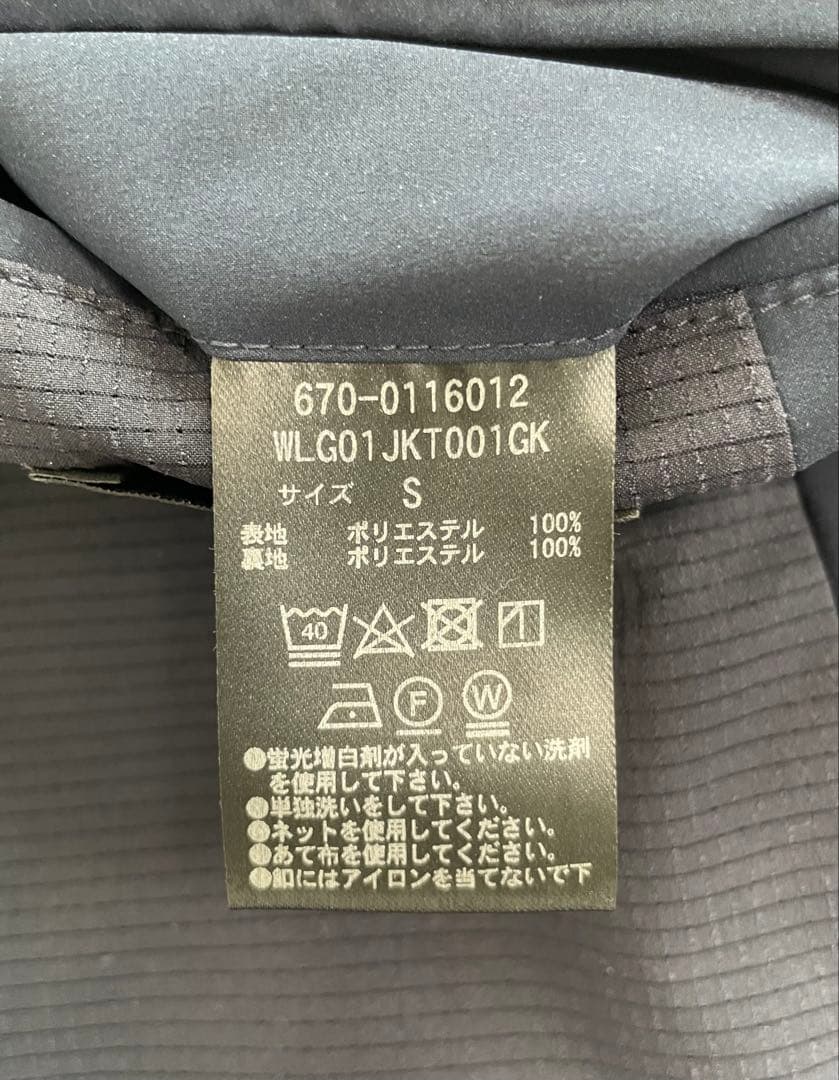 670-0116012
WLG01JKT001GK
サイズ S
表地 ポリエステル 100%
裏地 ポリエステル 100%
40
F W
●蛍光増白剤が入っていない洗剤
を使用して下さい。
●単独洗いをして下さい。
●ネットを使用してください。
●あて布を使用してください。
●釦にはアイロンを当てないで下